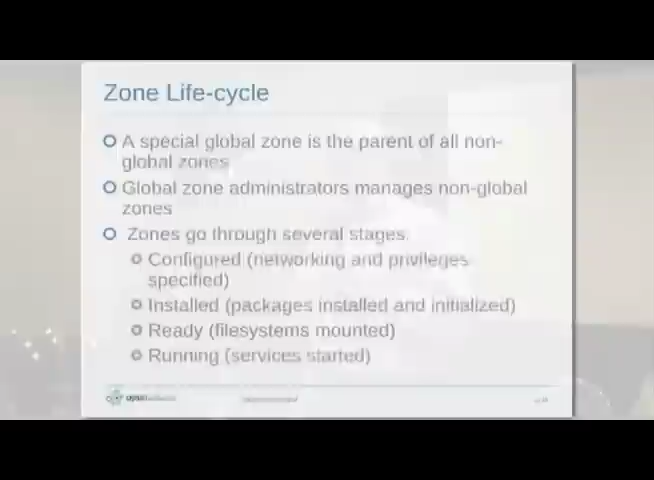 Zone Life-cycle
A special global zone is the parent of all non-
global zones
Global zone administrators manages non-global
zones
Zones go through several stages:
Configured (networking and privileges
specified)
Installed (packages installed and initialized)
Ready (filesystems mounted)
Running (services started)